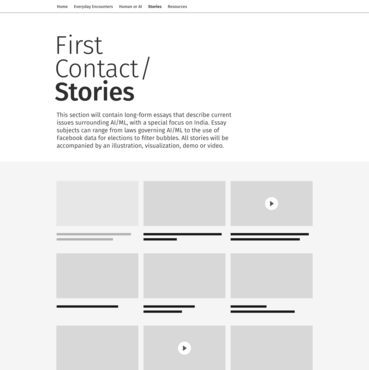 Home Everyday Encounters Human or AI Stories Resources
First
Contact/
Stories
This section will contain long-form essays that describe current
issues surrounding AI/ML, with a special focus on India. Essay
subjects can range from laws governing AI/ML to the use of
Facebook data for elections to filter bubbles. All stories will be
accompanied by an illustration, visualization, demo or video.